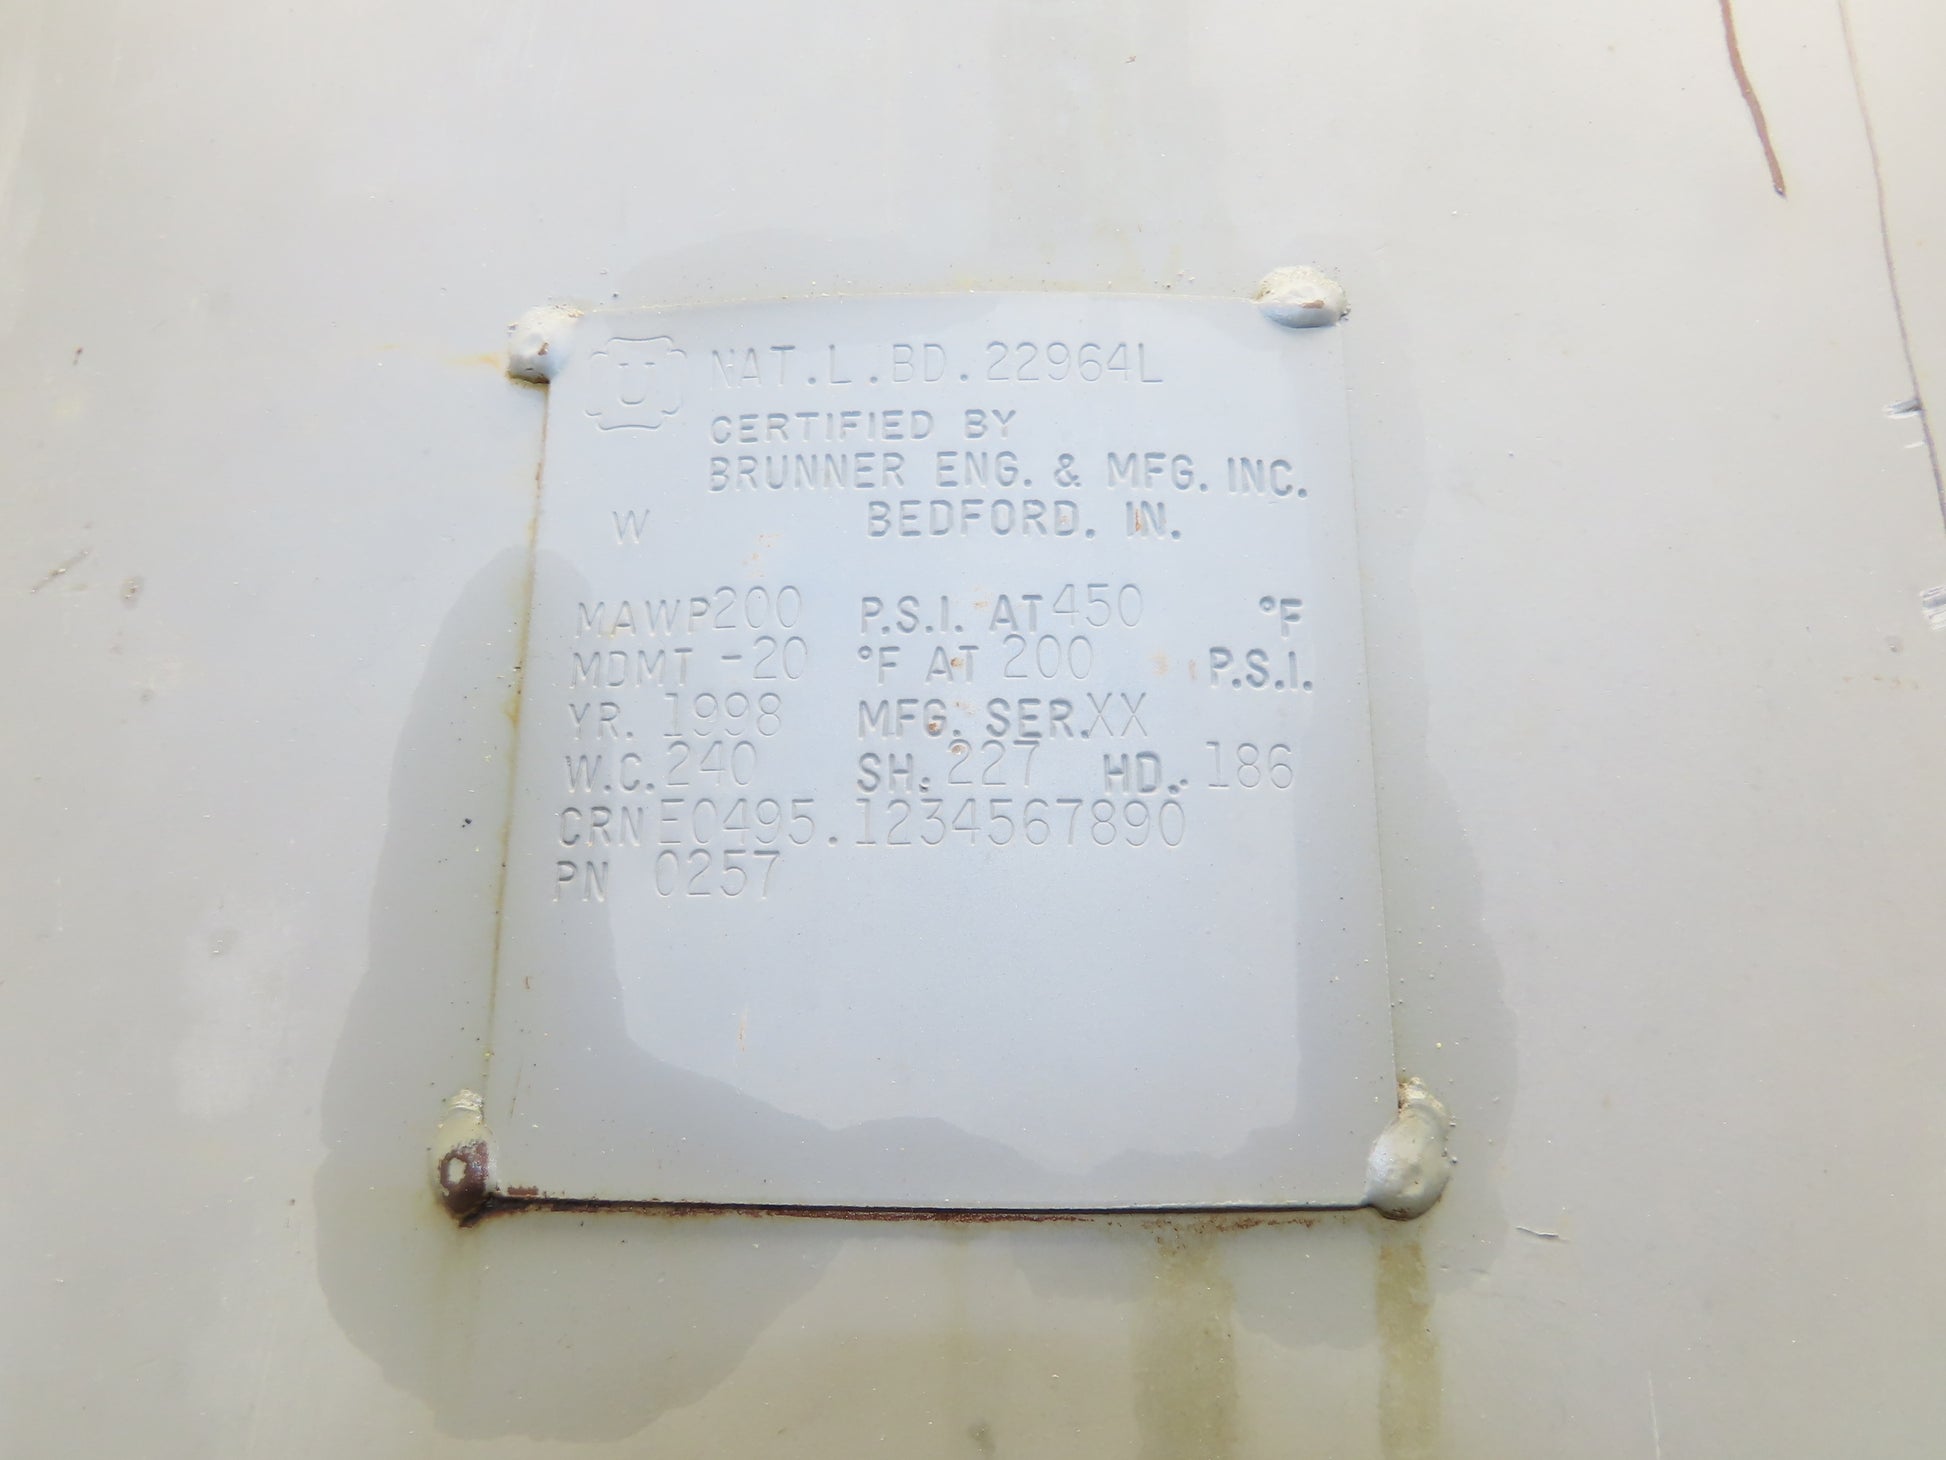 U NAT.L.BD.22964L
CERTIFIED BY
BRUNNER ENG. & MFG. INC.
W BEDFORD. IN.
MAWP200 P.S.I. AT450 °F
MDMT -20 °F AT 200 P.S.I.
YR. 1998 MFG. SER.XX
W.C.240 SH. 227 HD. 186
CRN E0495.1234567890
PN 0257